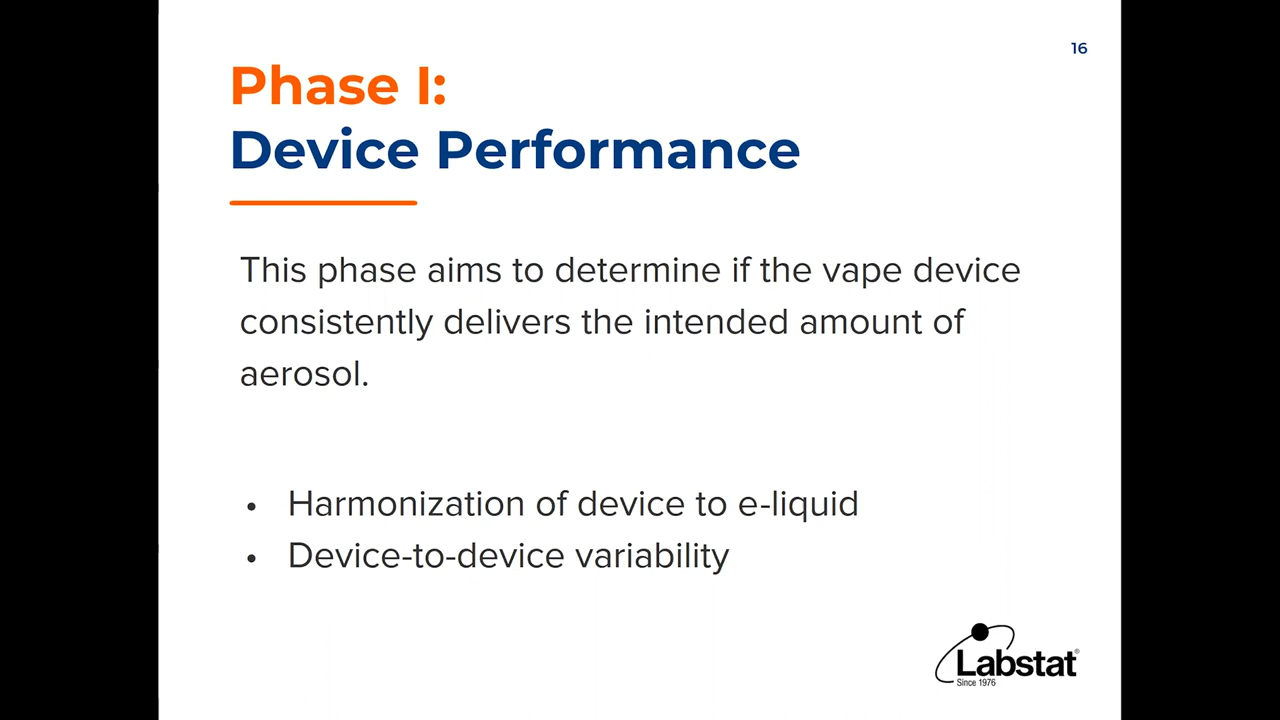 16
Phase I:
Device Performance
This phase aims to determine if the vape device
consistently delivers the intended amount of
aerosol.
• Harmonization of device to e-liquid
• Device-to-device variability
Labstat®
Since 1976